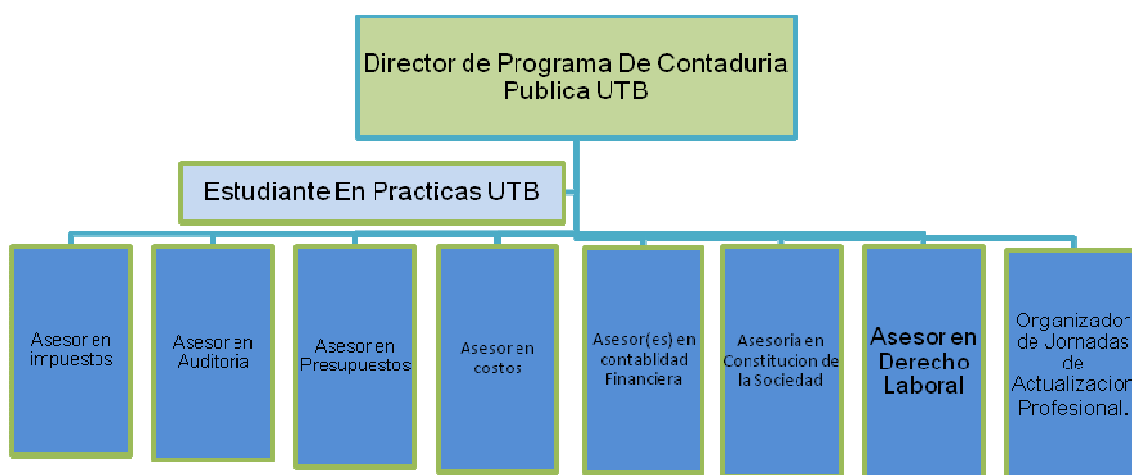 Director de Programa De Contaduria
Publica UTB
Estudiante En Practicas UTB
Asesor en
impuestos
Asesor en
Auditoria
Asesor en
Presupuestos
Asesor en
costos
Asesor(es) en
contablidad
Financiera
Asesoria en
Constitucion de
la Sociedad
Asesor en
Derecho
Laboral
Organizador
de Jornadas
de
Actualizacion
Profesional.